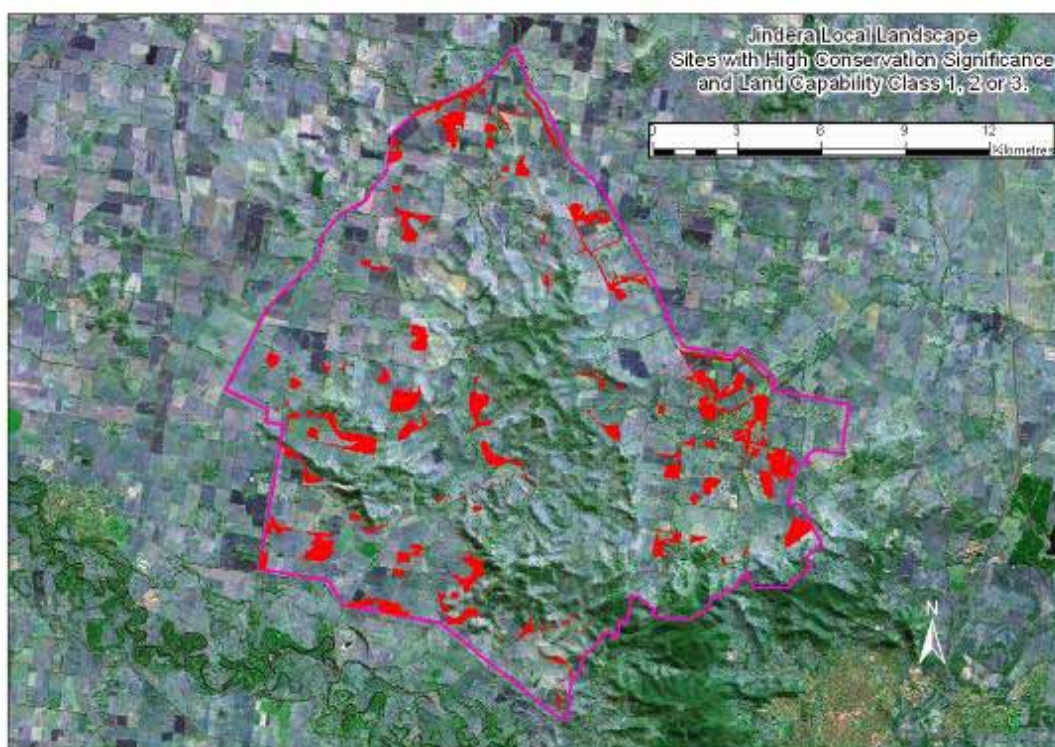 Jindera Local Landscape
Sites with High Conservation Significance
and Land Capability Class 1, 2 or 3.
0 3 6 9 12
Kilometres
N